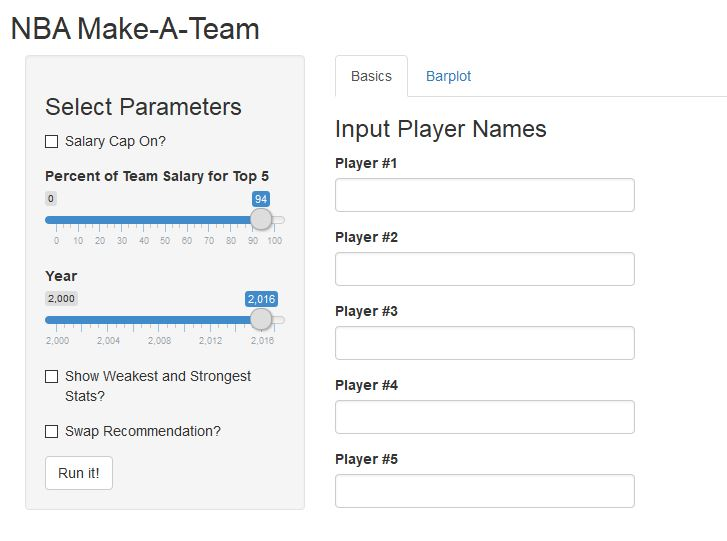 NBA Make-A-Team
Select Parameters
Salary Cap On?
Percent of Team Salary for Top 5
0 94
0 10 20 30 40 50 60 70 80 90 100
Year
2,000 2,016
2,000 2,004 2,008 2,012 2,016
Show Weakest and Strongest
Stats?
Swap Recommendation?
Run it!
Basics Barplot
Input Player Names
Player #1
Player #2
Player #3
Player #4
Player #5